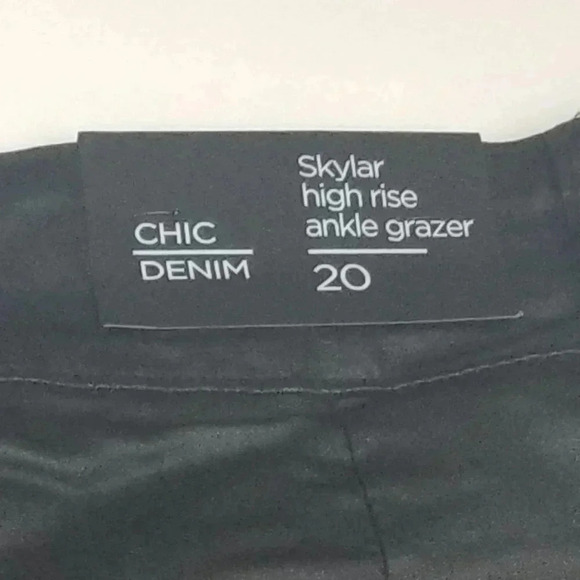 CHIC
DENIM
Skylar
high rise
ankle grazer
20